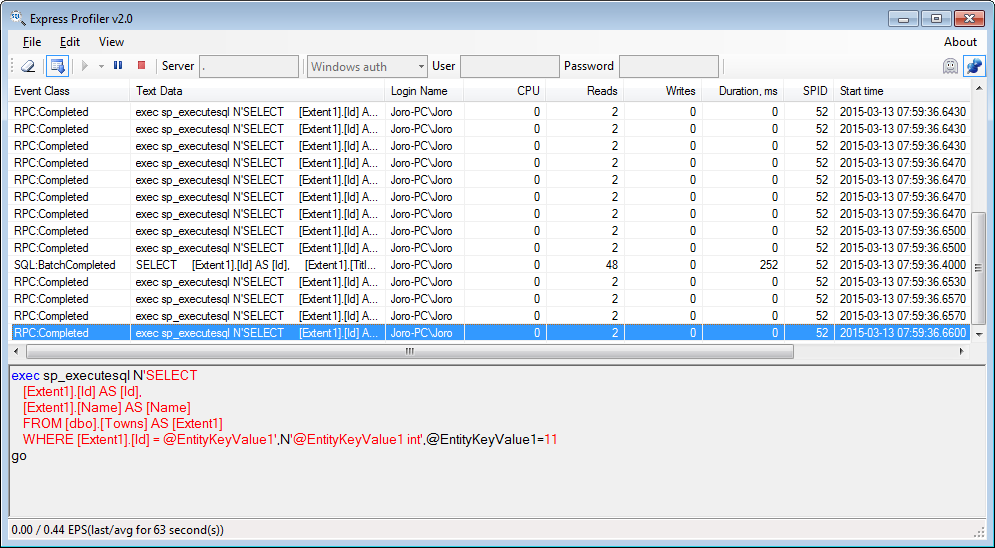 Express Profiler v2.0
File Edit View About
Server . Windows auth User Password
Event Class Text Data Login Name CPU Reads Writes Duration, ms SPID Start time
RPC:Completed exec sp_executesql N'SELECT [Extent1].[Id] A... Joro-PC\Joro 0 2 0 0 52 2015-03-13 07:59:36.6430
RPC:Completed exec sp_executesql N'SELECT [Extent1].[Id] A... Joro-PC\Joro 0 2 0 0 52 2015-03-13 07:59:36.6430
RPC:Completed exec sp_executesql N'SELECT [Extent1].[Id] A... Joro-PC\Joro 0 2 0 0 52 2015-03-13 07:59:36.6430
RPC:Completed exec sp_executesql N'SELECT [Extent1].[Id] A... Joro-PC\Joro 0 2 0 0 52 2015-03-13 07:59:36.6470
RPC:Completed exec sp_executesql N'SELECT [Extent1].[Id] A... Joro-PC\Joro 0 2 0 0 52 2015-03-13 07:59:36.6470
RPC:Completed exec sp_executesql N'SELECT [Extent1].[Id] A... Joro-PC\Joro 0 2 0 0 52 2015-03-13 07:59:36.6470
RPC:Completed exec sp_executesql N'SELECT [Extent1].[Id] A... Joro-PC\Joro 0 2 0 0 52 2015-03-13 07:59:36.6470
RPC:Completed exec sp_executesql N'SELECT [Extent1].[Id] A... Joro-PC\Joro 0 2 0 0 52 2015-03-13 07:59:36.6500
RPC:Completed exec sp_executesql N'SELECT [Extent1].[Id] A... Joro-PC\Joro 0 2 0 0 52 2015-03-13 07:59:36.6500
SQL:BatchCompleted SELECT [Extent1].[Id] AS [Id], [Extent1].[Titl... Joro-PC\Joro 0 48 0 252 52 2015-03-13 07:59:36.4000
RPC:Completed exec sp_executesql N'SELECT [Extent1].[Id] A... Joro-PC\Joro 0 2 0 0 52 2015-03-13 07:59:36.6530
RPC:Completed exec sp_executesql N'SELECT [Extent1].[Id] A... Joro-PC\Joro 0 2 0 0 52 2015-03-13 07:59:36.6570
RPC:Completed exec sp_executesql N'SELECT [Extent1].[Id] A... Joro-PC\Joro 0 2 0 0 52 2015-03-13 07:59:36.6570
RPC:Completed exec sp_executesql N'SELECT [Extent1].[Id] A... Joro-PC\Joro 0 2 0 0 52 2015-03-13 07:59:36.6600
exec sp_executesql N'SELECT
[Extent1].[Id] AS [Id],
[Extent1].[Name] AS [Name]
FROM [dbo].[Towns] AS [Extent1]
WHERE [Extent1].[Id] = @EntityKeyValue1',N'@EntityKeyValue1 int',@EntityKeyValue1=11
go
0.00 / 0.44 EPS(last/avg for 63 second(s))